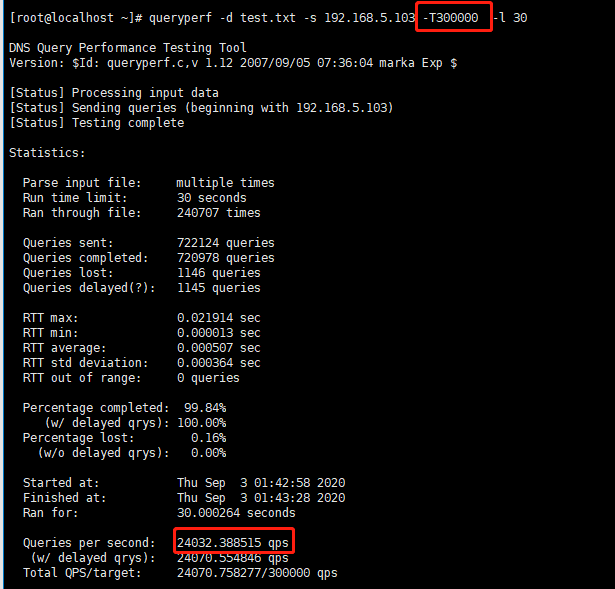 [root@localhost ~]# queryperf -d test.txt -s 192.168.5.103 -T300000 -l 30
DNS Query Performance Testing Tool
Version: $Id: queryperf.c,v 1.12 2007/09/05 07:36:04 marka Exp $
[Status] Processing input data
[Status] Sending queries (beginning with 192.168.5.103)
[Status] Testing complete
Statistics:
Parse input file: multiple times
Run time limit: 30 seconds
Ran through file: 240707 times
Queries sent: 722124 queries
Queries completed: 720978 queries
Queries lost: 1146 queries
Queries delayed(?): 1145 queries
RTT max: 0.021914 sec
RTT min: 0.000013 sec
RTT average: 0.000507 sec
RTT std deviation: 0.000364 sec
RTT out of range: 0 queries
Percentage completed: 99.84%
(w/ delayed qrys): 100.00%
Percentage lost: 0.16%
(w/o delayed qrys): 0.00%
Started at: Thu Sep 3 01:42:58 2020
Finished at: Thu Sep 3 01:43:28 2020
Ran for: 30.000264 seconds
Queries per second: 24032.388515 qps
(w/ delayed qrys): 24070.554846 qps
Total QPS/target: 24070.758277/300000 qps